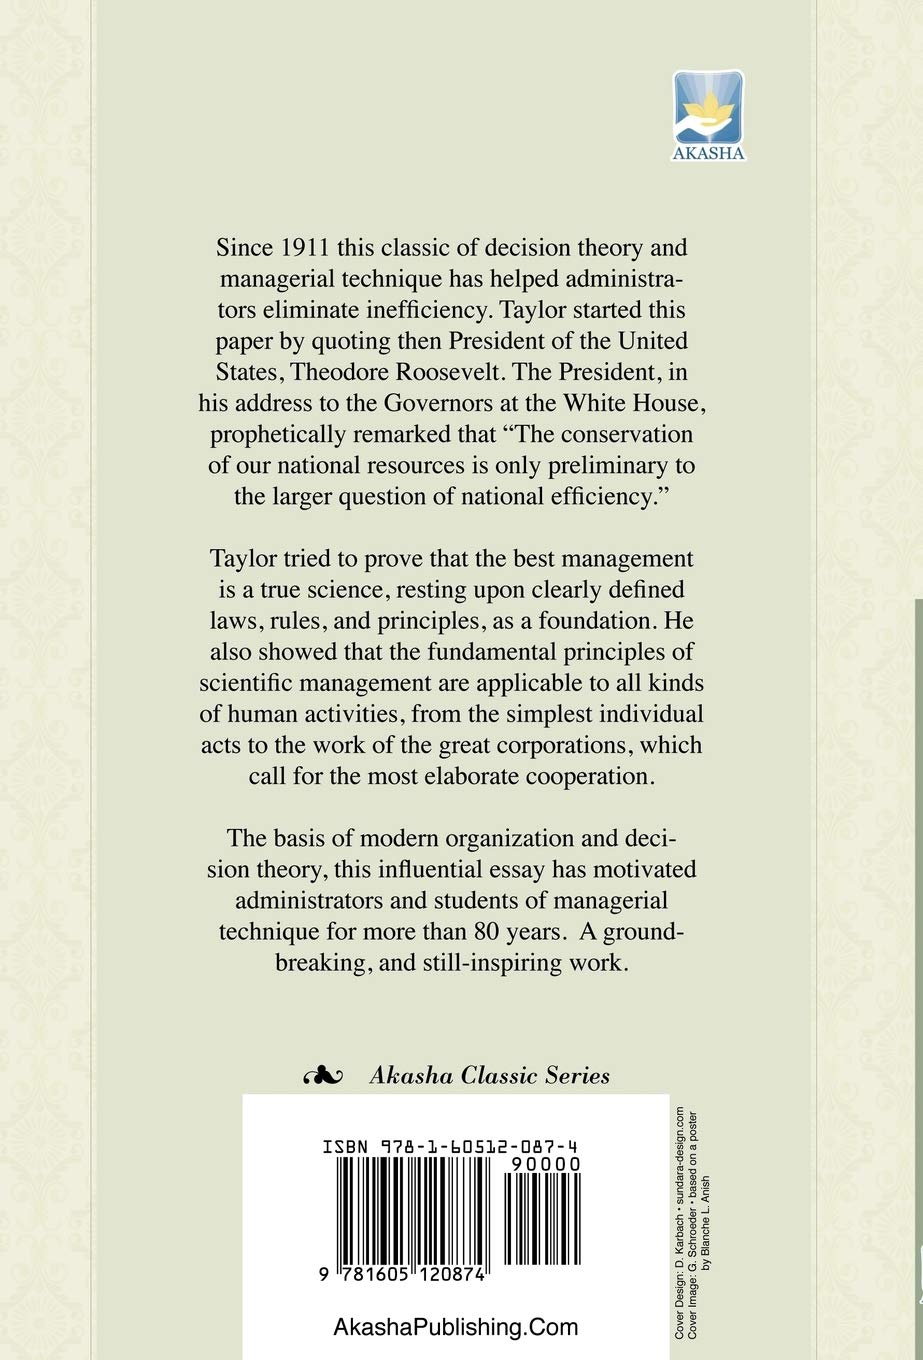 AKASHA
Since 1911 this classic of decision theory and
managerial technique has helped administra-
tors eliminate inefficiency. Taylor started this
paper by quoting then President of the United
States, Theodore Roosevelt. The President, in
his address to the Governors at the White House,
prophetically remarked that “The conservation
of our national resources is only preliminary to
the larger question of national efficiency.”
Taylor tried to prove that the best management
is a true science, resting upon clearly defined
laws, rules, and principles, as a foundation. He
also showed that the fundamental principles of
scientific management are applicable to all kinds
of human activities, from the simplest individual
acts to the work of the great corporations, which
call for the most elaborate cooperation.
The basis of modern organization and deci-
sion theory, this influential essay has motivated
administrators and students of managerial
technique for more than 80 years. A ground-
breaking, and still-inspiring work.
Akasha Classic Series
ISBN 978-1-60512-087-4
90000
9 781605 120874
AkashaPublishing.Com
Cover Design: D. Karbach • sundara-design.com
Cover Image: G. Schroeder • based on a poster
by Blanche L. Anish